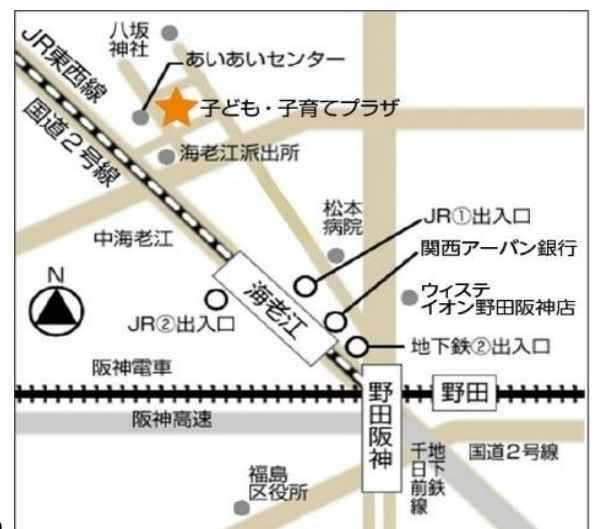 八坂
神社
あいあいセンター
JR東西線
国道2号線
子ども・子育てプラザ
海老江派出所
松本
病院
JR①出入口
中海老江
関西アーバン銀行
N
海老江
ウィステ
イオン野田阪神店
JR②出入口
地下鉄②出入口
阪神電車
野田阪神
野田
阪神高速
地下鉄
千日前線
国道2号線
福島
区役所